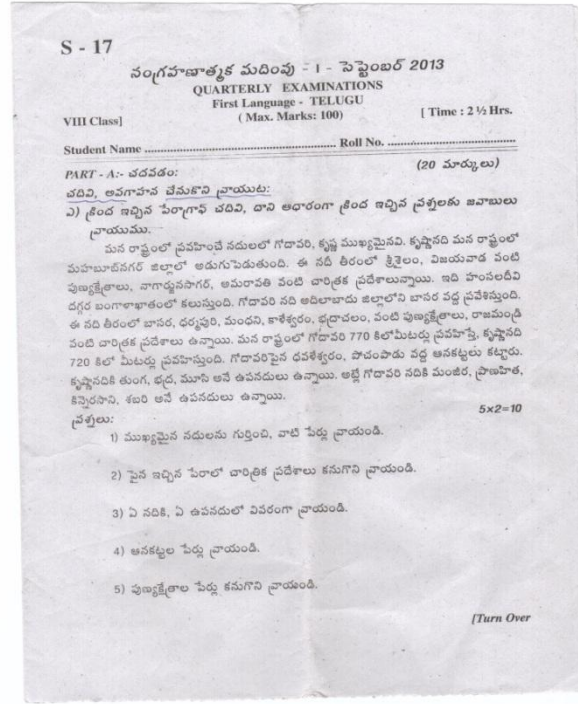 S - 17
సంగ్రహణాత్మక మదింపు - I - సెప్టెంబర్ 2013
QUARTERLY EXAMINATIONS
First Language - TELUGU
VIII Class] ( Max. Marks: 100) [ Time : 2 ½ Hrs.
Student Name .................................................... Roll No. ....................................
PART - A:- చదవడం: (20 మార్కులు)
చదివి, అవగాహన చేసుకొని వ్రాయుట:
ఎ) క్రింద ఇచ్చిన పేరాగ్రాఫ్ చదివి, దాని ఆధారంగా క్రింద ఇచ్చిన ప్రశ్నలకు జవాబులు
వ్రాయుము.
మన రాష్ట్రంలో ప్రవహించే నదులలో గోదావరి, కృష్ణ ముఖ్యమైనవి. కృష్ణానది మన రాష్ట్రంలో
మహబూబ్‌నగర్ జిల్లాలో అడుగుపెడుతుంది. ఈ నదీ తీరంలో శ్రీశైలం, విజయవాడ వంటి
పుణ్యక్షేత్రాలు, నాగార్జునసాగర్, అమరావతి వంటి చారిత్రక ప్రదేశాలున్నాయి. ఇది హంసలదీవి
దగ్గర బంగాళాఖాతంలో కలుస్తుంది. గోదావరి నది అదిలాబాదు జిల్లాలోని బాసర వద్ద ప్రవేశిస్తుంది.
ఈ నదీ తీరంలో బాసర, ధర్మపురి, మంథని, కాళేశ్వరం, భద్రాచలం, వంటి పుణ్యక్షేత్రాలు, రాజమండ్రి
వంటి చారిత్రక ప్రదేశాలు ఉన్నాయి. మన రాష్ట్రంలో గోదావరి 770 కిలోమీటర్లు ప్రవహిస్తే, కృష్ణానది
720 కిలో మీటర్లు ప్రవహిస్తుంది. గోదావరిపైన ధవళేశ్వరం, పోచంపాడు వద్ద ఆనకట్టలు కట్టారు.
కృష్ణానదికి తుంగ, భద్ర, మూసి అనే ఉపనదులు ఉన్నాయి. అట్లే గోదావరి నదికి మంజీర, ప్రాణహిత,
కిన్నెరసాని, శబరి అనే ఉపనదులు ఉన్నాయి.
ప్రశ్నలు: 5x2=10
1) ముఖ్యమైన నదులను గుర్తించి, వాటి పేర్లు వ్రాయండి.
2) పైన ఇచ్చిన పేరాలో చారిత్రిక ప్రదేశాలు కనుగొని వ్రాయండి.
3) ఏ నదికి, ఏ ఉపనదులో వివరంగా వ్రాయండి.
4) ఆనకట్టల పేర్లు వ్రాయండి.
5) పుణ్యక్షేత్రాల పేర్లు కనుగొని వ్రాయండి.
[Turn Over